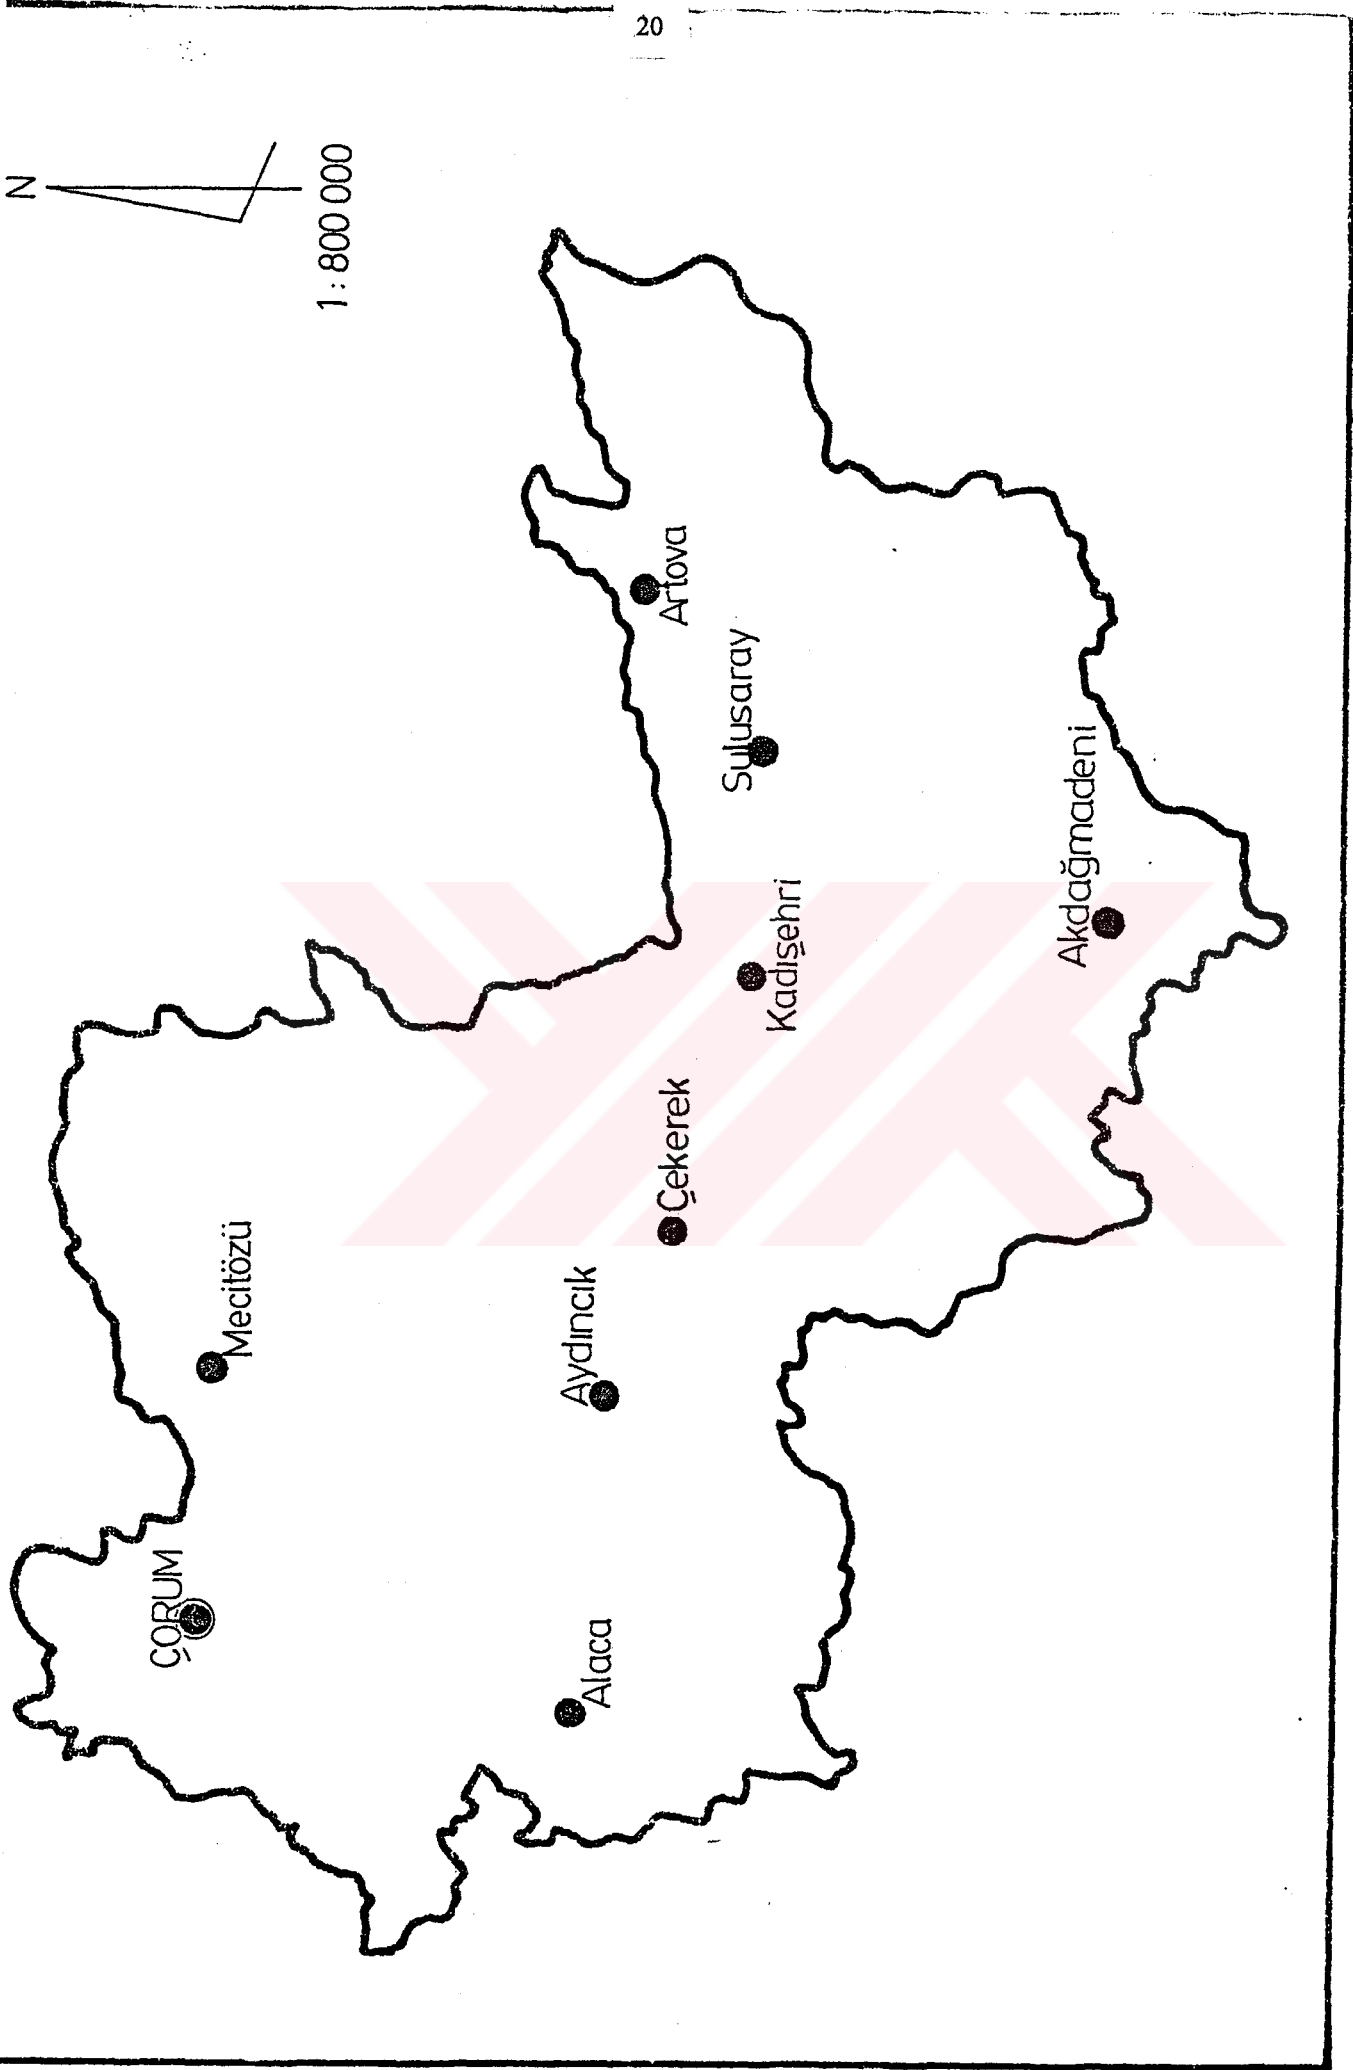 20
N
1:800 000
ÇORUM
Mecitözü
Alaca
Aydıncık
Çekerek
Kadışehri
Sulusaray
Artova
Akdağmadeni